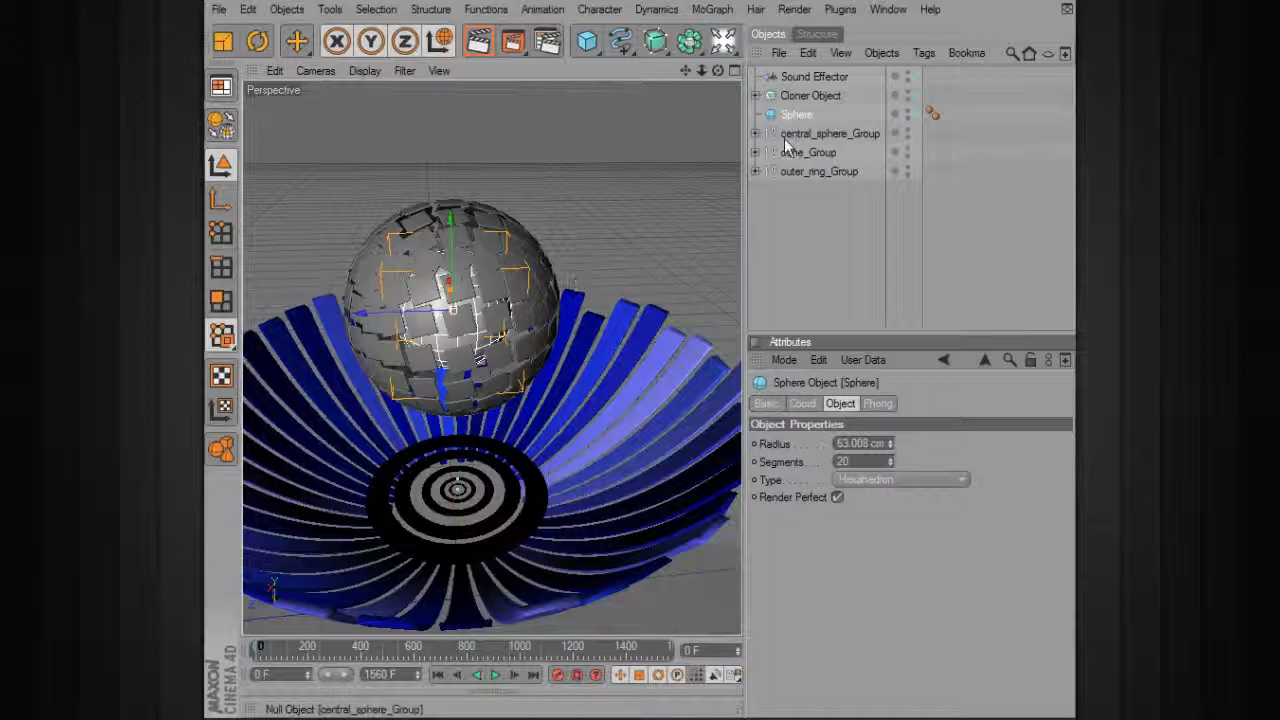 File Edit Objects Tools Selection Structure Functions Animation Character Dynamics MoGraph Hair Render Plugins Window Help
Objects Structure
File Edit View Objects Tags Bookma
Edit Cameras Display Filter View
Perspective
Sound Effector
Cloner Object
Sphere
central_sphere_Group
outer_ring_Group
Attributes
Mode Edit User Data
Sphere Object [Sphere]
Basic Coord Object Phong
Object Properties
Radius 63.008 cm
Segments 20
Type Hexahedron
Render Perfect
0 200 400 600 800 1000 1200 1400 1 0 F
0 F 1560 F
MAXON
CINEMA 4D
Null Object [central_sphere_Group]